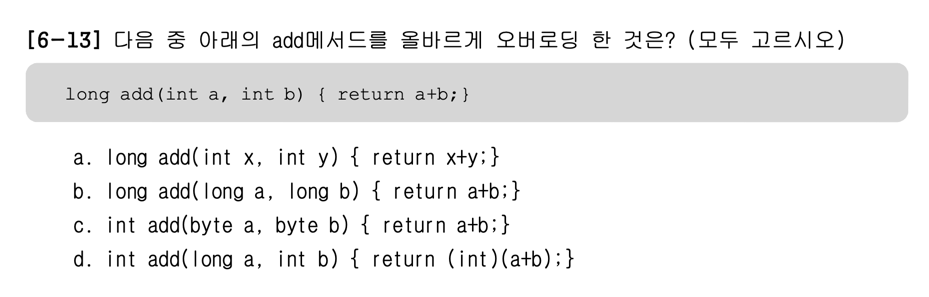 [6-13] 다음 중 아래의 add메서드를 올바르게 오버로딩 한 것은? (모두 고르시오)
long add(int a, int b) { return a+b;}
a. long add(int x, int y) { return x+y;}
b. long add(long a, long b) { return a+b;}
c. int add(byte a, byte b) { return a+b;}
d. int add(long a, int b) { return (int)(a+b);}